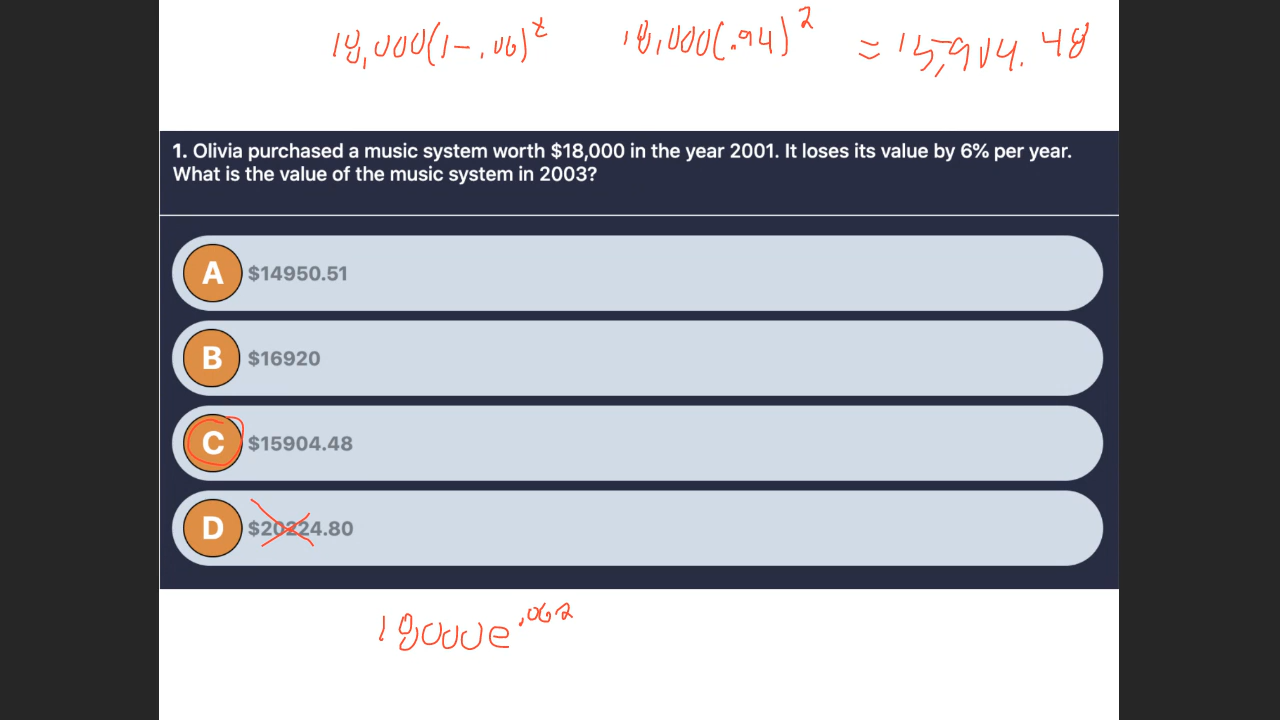 18,000(1-.06)^t 18,000(.94)^2 = 15,904.48
1. Olivia purchased a music system worth $18,000 in the year 2001. It loses its value by 6% per year.
What is the value of the music system in 2003?
A $14950.51
B $16920
C $15904.48
D $20224.80
18000e^.062